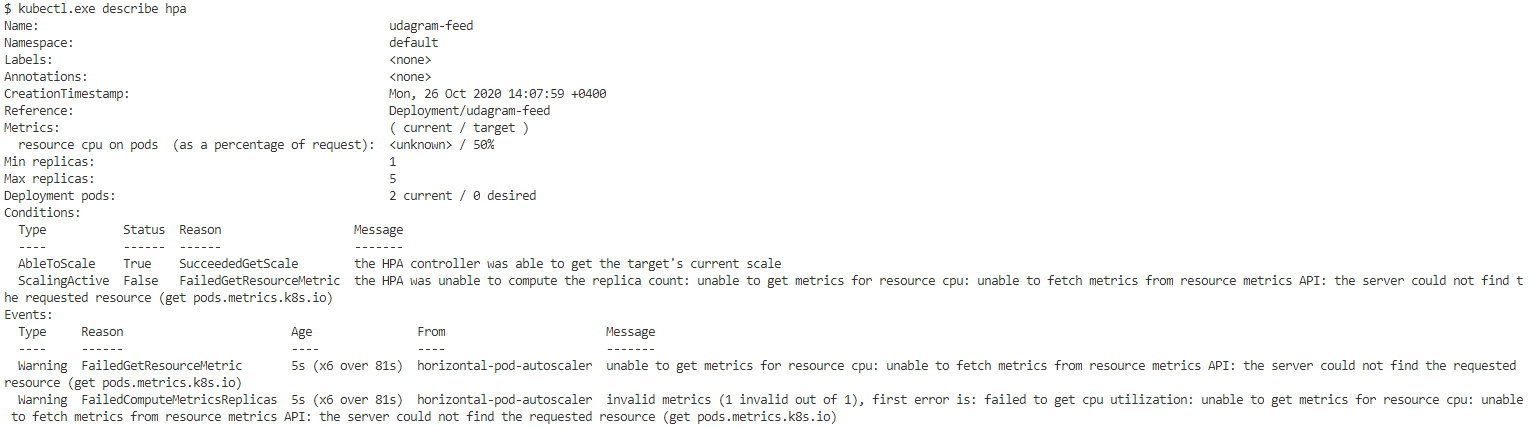 $ kubectl.exe describe hpa
Name:                                                  udagram-feed
Namespace:                                             default
Labels:                                                <none>
Annotations:                                           <none>
CreationTimestamp:                                     Mon, 26 Oct 2020 14:07:59 +0400
Reference:                                             Deployment/udagram-feed
Metrics:                                               ( current / target )
  resource cpu on pods  (as a percentage of request):  <unknown> / 50%
Min replicas:                                          1
Max replicas:                                          5
Deployment pods:                                       2 current / 0 desired
Conditions:
  Type           Status  Reason                   Message
  ----           ------  ------                   -------
  AbleToScale    True    SucceededGetScale        the HPA controller was able to get the target's current scale
  ScalingActive  False   FailedGetResourceMetric  the HPA was unable to compute the replica count: unable to get metrics for resource cpu: unable to fetch metrics from resource metrics API: the server could not find t
he requested resource (get pods.metrics.k8s.io)
Events:
  Type     Reason                        Age               From                       Message
  ----     ------                        ----              ----                       -------
  Warning  FailedGetResourceMetric       5s (x6 over 81s)  horizontal-pod-autoscaler  unable to get metrics for resource cpu: unable to fetch metrics from resource metrics API: the server could not find the requested
resource (get pods.metrics.k8s.io)
  Warning  FailedComputeMetricsReplicas  5s (x6 over 81s)  horizontal-pod-autoscaler  invalid metrics (1 invalid out of 1), first error is: failed to get cpu utilization: unable to get metrics for resource cpu: unable
 to fetch metrics from resource metrics API: the server could not find the requested resource (get pods.metrics.k8s.io)